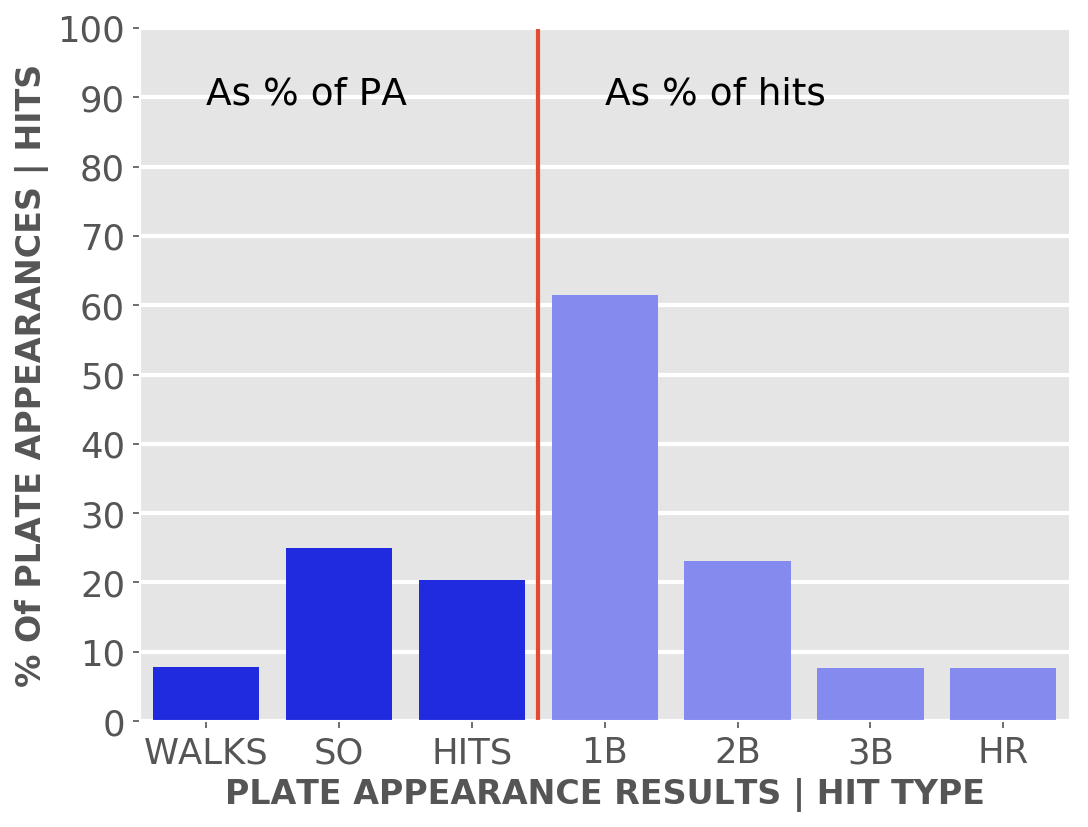 % Of PLATE APPEARANCES | HITS
100
90
80
70
60
50
40
30
20
10
0
As % of PA
As % of hits
WALKS SO HITS 1B 2B 3B HR
PLATE APPEARANCE RESULTS | HIT TYPE